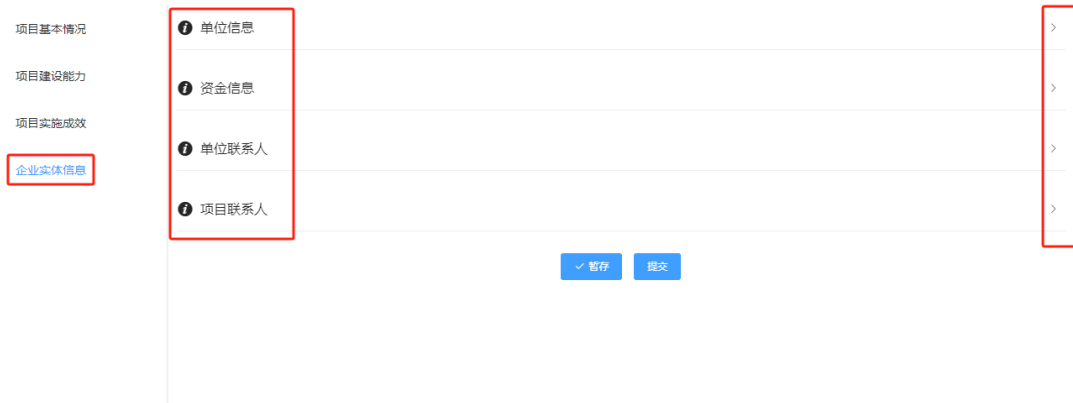 项目基本情况
项目建设能力
项目实施成效
企业实体信息
单位信息
资金信息
单位联系人
项目联系人
暂存
提交